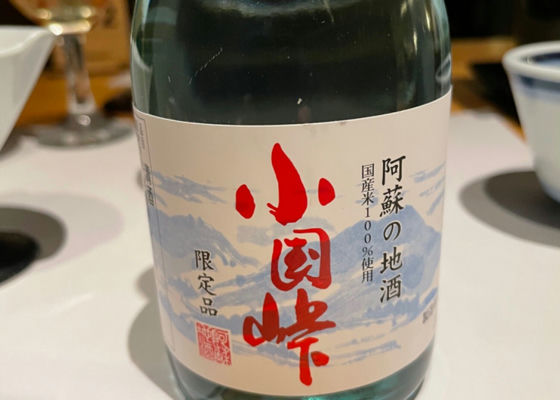 阿蘇の地酒
国産米100%使用
小国峠
限定品